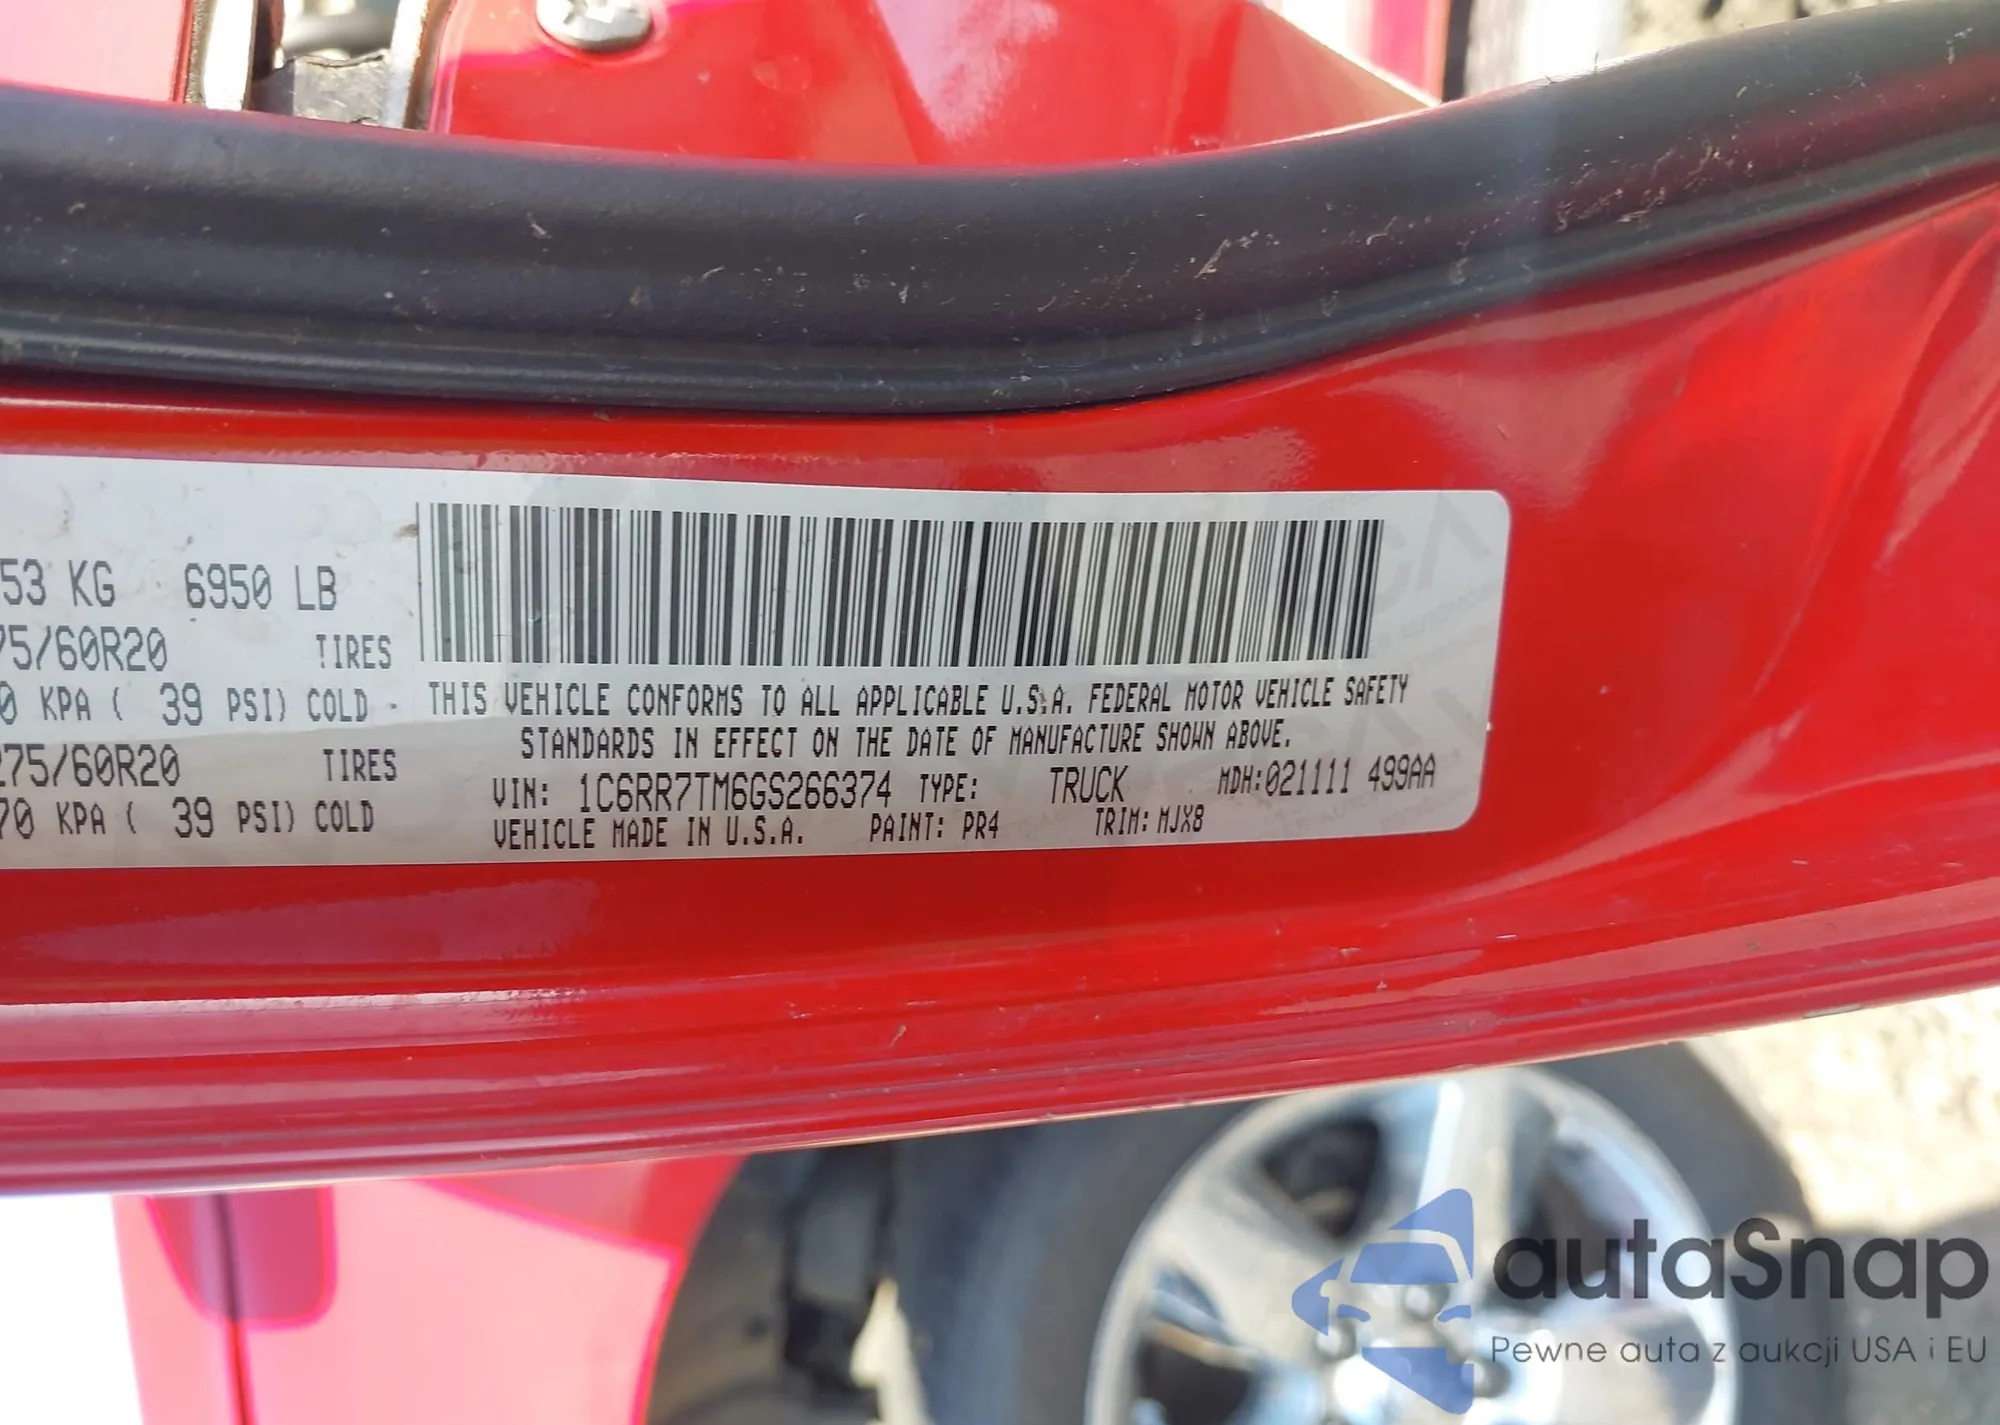 53 KG 6950 LB
75/60R20 TIRES
0 KPA ( 39 PSI) COLD -
275/60R20 TIRES
70 KPA ( 39 PSI) COLD
THIS VEHICLE CONFORMS TO ALL APPLICABLE U.S.A. FEDERAL MOTOR VEHICLE SAFETY
STANDARDS IN EFFECT ON THE DATE OF MANUFACTURE SHOWN ABOVE.
VIN: 1C6RR7TM6GS266374 TYPE: TRUCK MDH:021111 499AA
VEHICLE MADE IN U.S.A. PAINT: PR4 TRIM: MJX8
autaSnap
Pewne auta z aukcji USA i EU